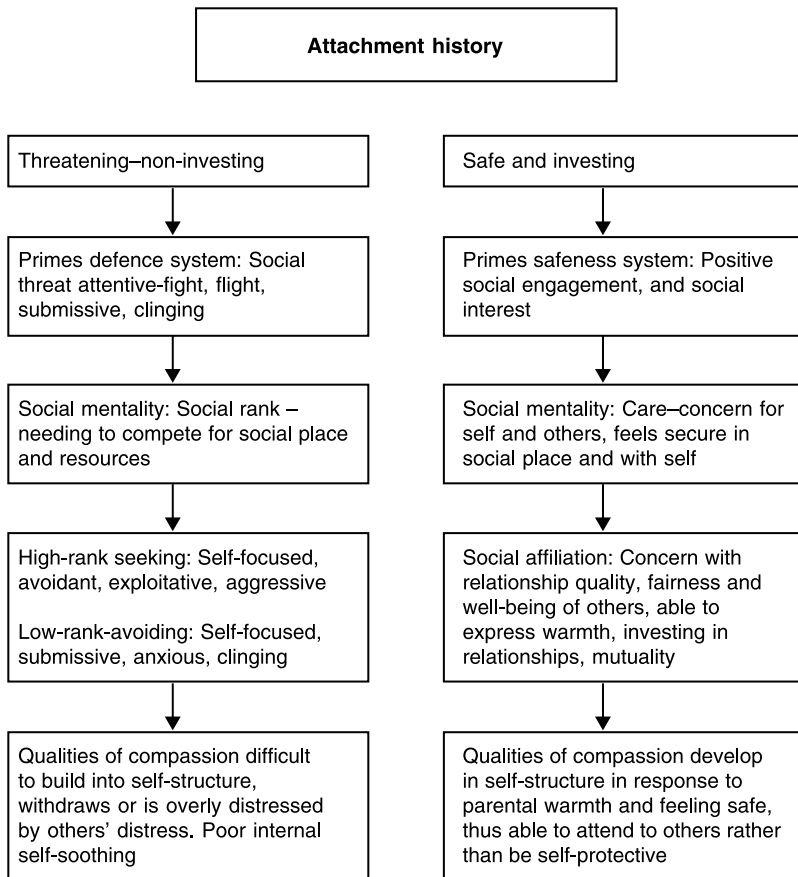 Attachment history
Threatening–non-investing
Primes defence system: Social
threat attentive-fight, flight,
submissive, clinging
Social mentality: Social rank –
needing to compete for social place
and resources
High-rank seeking: Self-focused,
avoidant, exploitative, aggressive
Low-rank-avoiding: Self-focused,
submissive, anxious, clinging
Qualities of compassion difficult
to build into self-structure,
withdraws or is overly distressed
by others’ distress. Poor internal
self-soothing
Safe and investing
Primes safeness system: Positive
social engagement, and social
interest
Social mentality: Care–concern for
self and others, feels secure in
social place and with self
Social affiliation: Concern with
relationship quality, fairness and
well-being of others, able to
express warmth, investing in
relationships, mutuality
Qualities of compassion develop
in self-structure in response to
parental warmth and feeling safe,
thus able to attend to others rather
than be self-protective